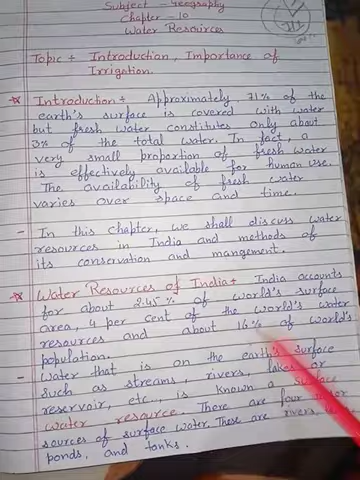 Subject - Geography
Chapter - 10
Water Resources
Topic ÷ Introduction, Importance of
Irrigation.
Introduction ÷ Approximately, 71% of the
earth's surface is covered with water
but fresh water constitutes only about
3% of the total water. In fact, a
very small proportion of fresh water
is effectively available for human use.
The availability of fresh water
varies over space and time.
- In this chapter, we shall discuss water
resources in India and methods of
its conservation and mangement.
Water Resources of India ÷ India accounts
for about 2.45% of world's surface
area, 4 per cent of the world's water
resources and about 16% of world's
population.
- Water that is on the earth's surface
such as streams, rivers, lakes or
reservoir, etc., is known a surface
water resource. There are four major
sources of surface water. These are rivers,
ponds, and tanks.